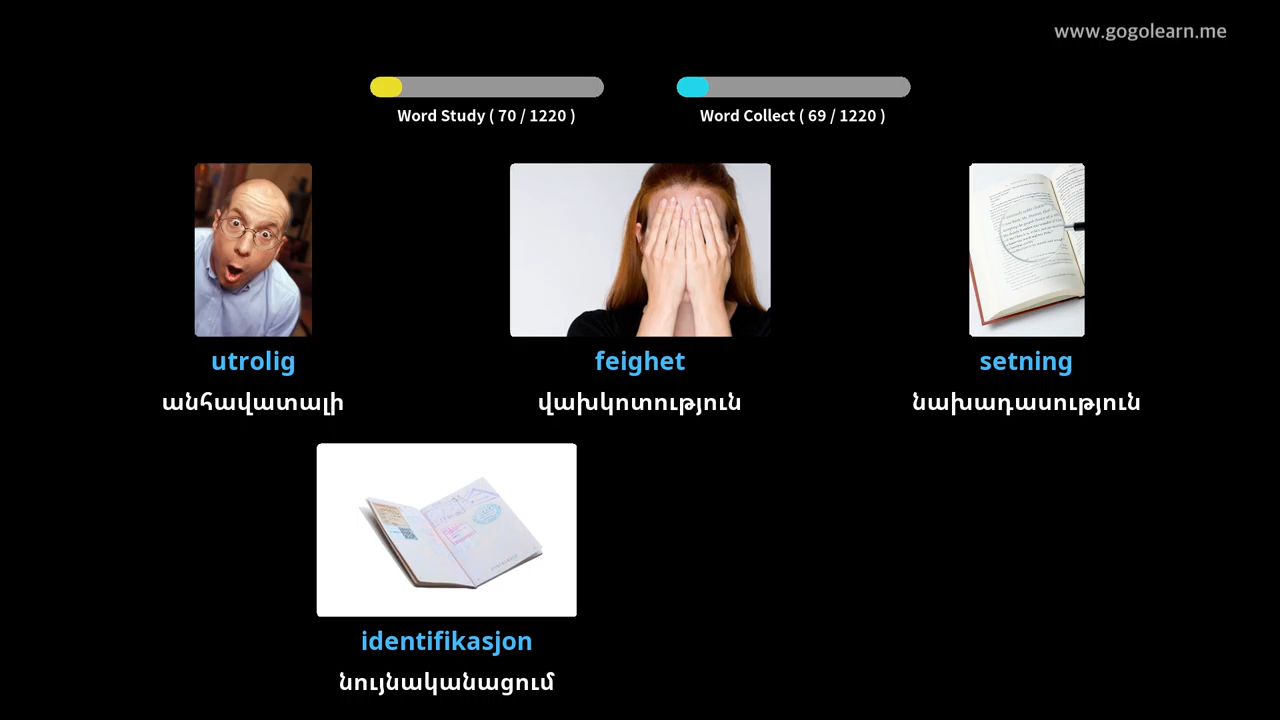 www.gogolearn.me
Word Study ( 70 / 1220 )
Word Collect ( 69 / 1220 )
utrolig
feighet
setning
անհավատալի
վախկոտություն
նախադասություն
identifikasjon
նույնականացում